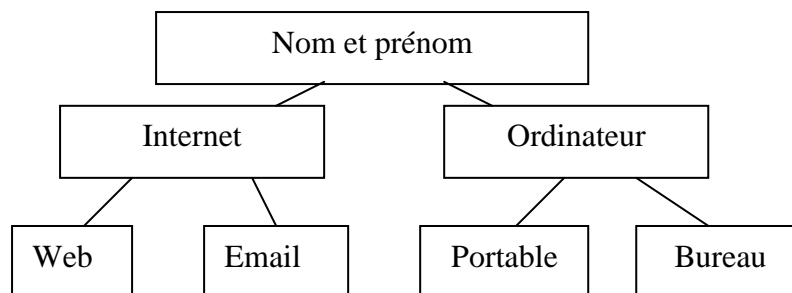 Nom et prénom
Internet
Ordinateur
Web
Email
Portable
Bureau